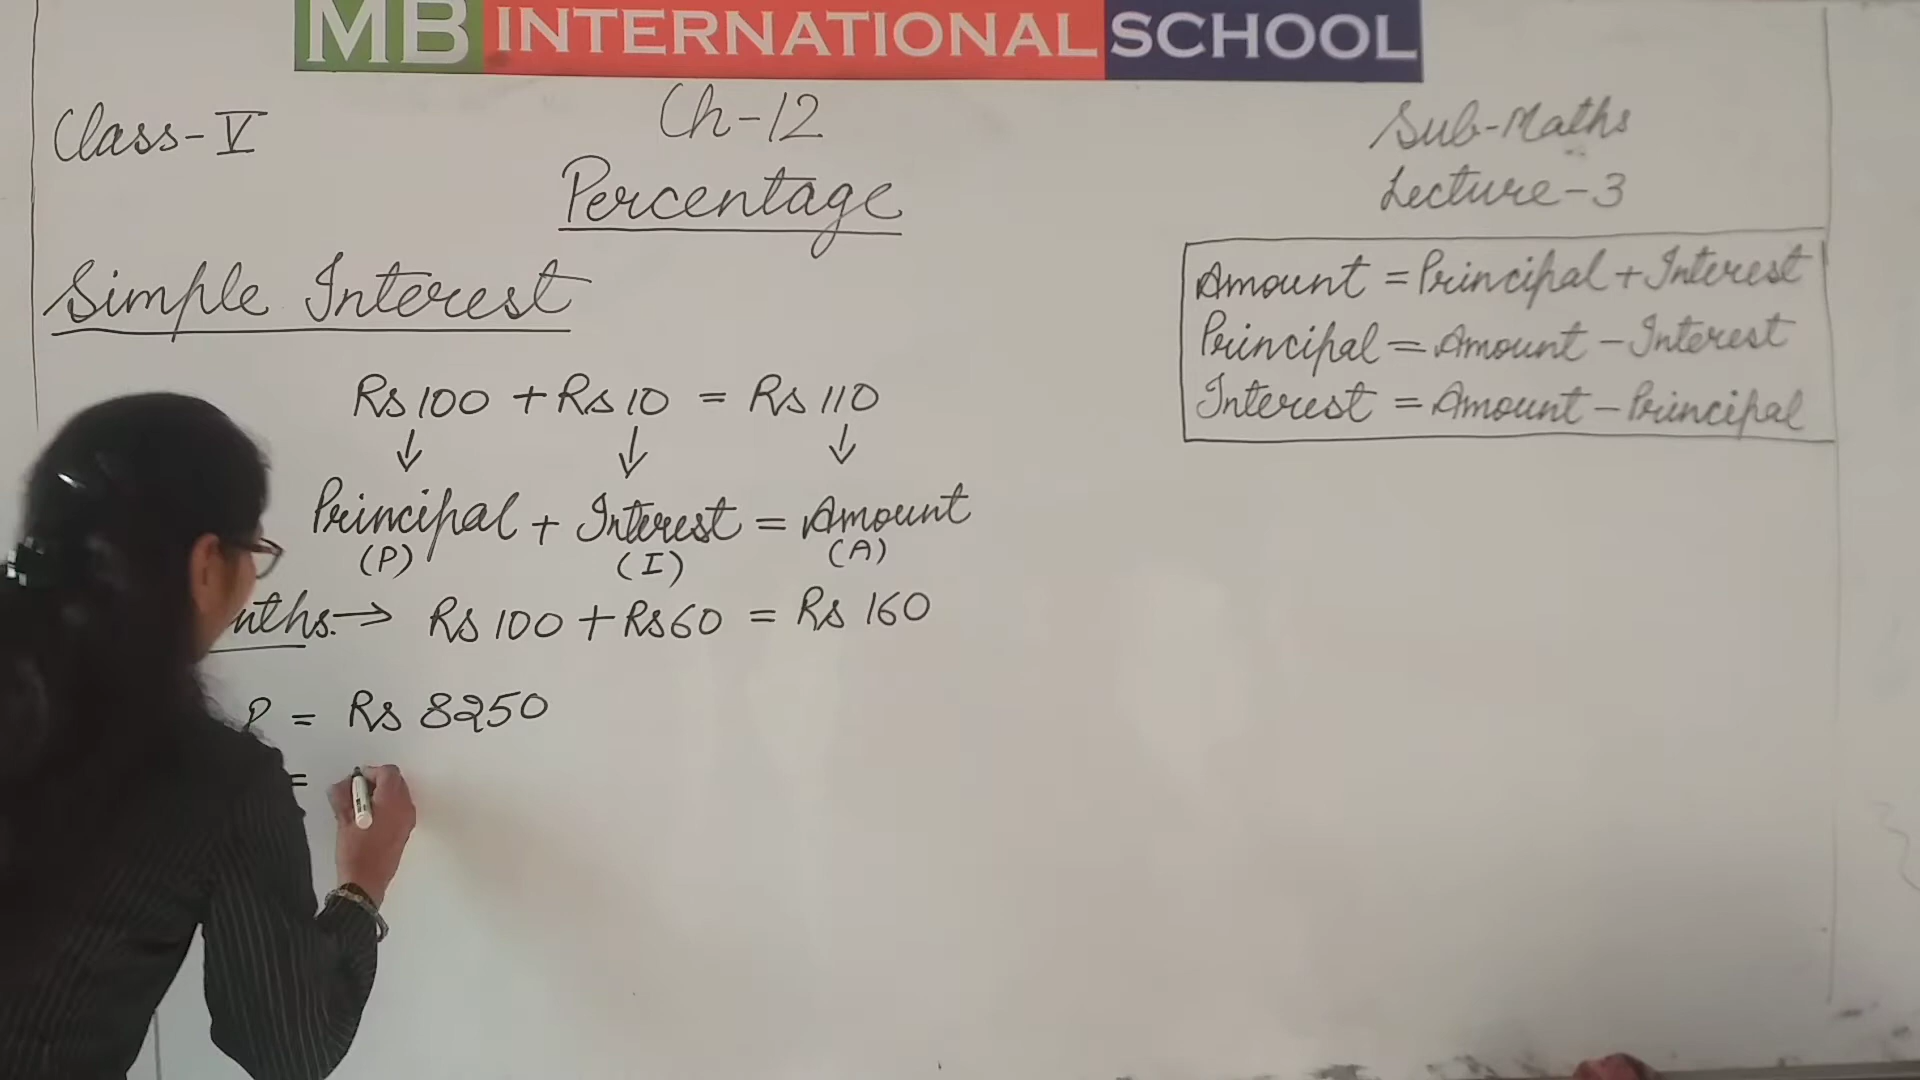 MB INTERNATIONAL SCHOOL
Class-V
Ch-12
Percentage
Sub-Maths
Lecture-3
Simple Interest
Amount = Principal + Interest
Principal = Amount - Interest
Interest = Amount - Principal
Rs 100 + Rs 10 = Rs 110
↓ ↓ ↓
Principal + Interest = Amount
(P) (I) (A)
nths. → Rs 100 + Rs 60 = Rs 160
P = Rs 8250
=